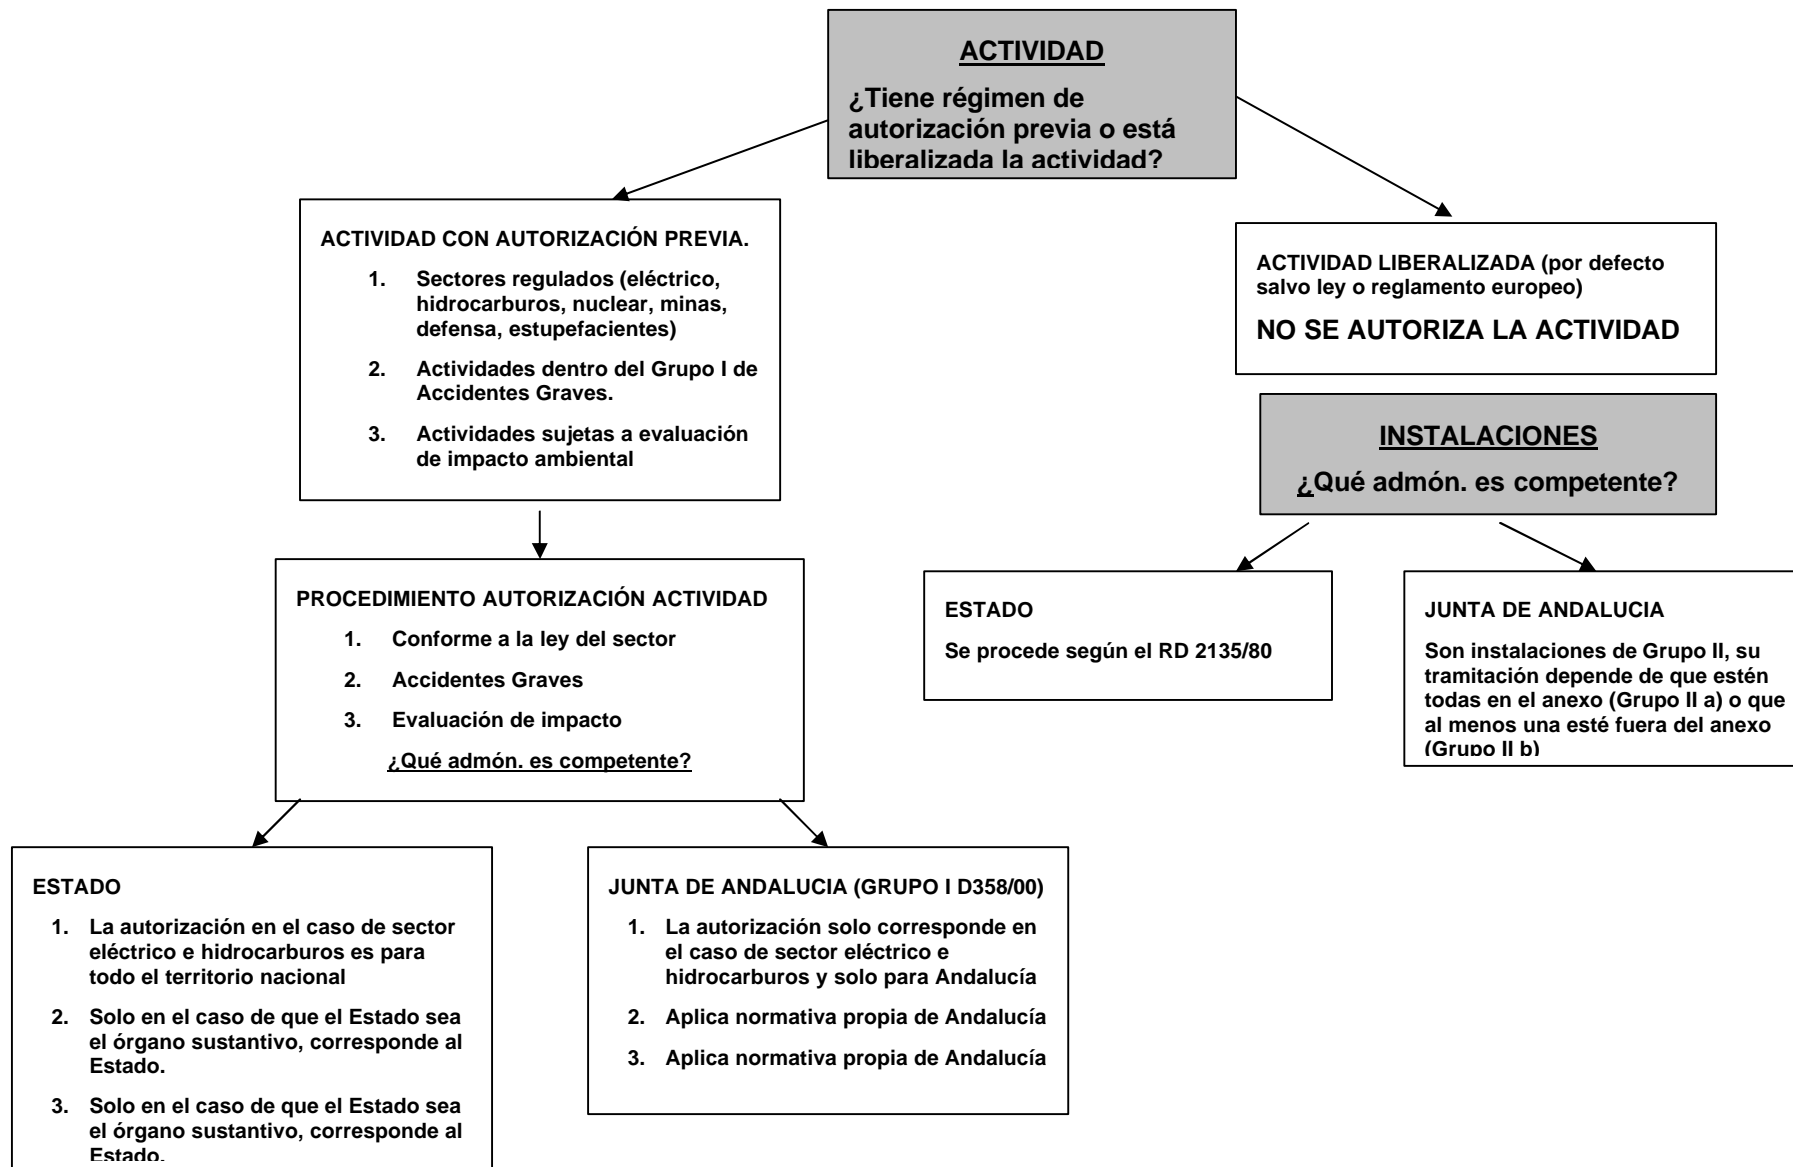 ACTIVIDAD
¿Tiene régimen de
autorización previa o está
liberalizada la actividad?
ACTIVIDAD CON AUTORIZACIÓN PREVIA.
1. Sectores regulados (eléctrico,
hidrocarburos, nuclear, minas,
defensa, estupefacientes)
2. Actividades dentro del Grupo I de
Accidentes Graves.
3. Actividades sujetas a evaluación
de impacto ambiental
ACTIVIDAD LIBERALIZADA (por defecto
salvo ley o reglamento europeo)
NO SE AUTORIZA LA ACTIVIDAD
INSTALACIONES
¿Qué admón. es competente?
PROCEDIMIENTO AUTORIZACIÓN ACTIVIDAD
1. Conforme a la ley del sector
2. Accidentes Graves
3. Evaluación de impacto
¿Qué admón. es competente?
ESTADO
Se procede según el RD 2135/80
JUNTA DE ANDALUCIA
Son instalaciones de Grupo II, su
tramitación depende de que estén
todas en el anexo (Grupo II a) o que
al menos una esté fuera del anexo
(Grupo II b)
ESTADO
1. La autorización en el caso de sector
eléctrico e hidrocarburos es para
todo el territorio nacional
2. Solo en el caso de que el Estado sea
el órgano sustantivo, corresponde al
Estado.
3. Solo en el caso de que el Estado sea
el órgano sustantivo, corresponde al
Estado.
JUNTA DE ANDALUCIA (GRUPO I D358/00)
1. La autorización solo corresponde en
el caso de sector eléctrico e
hidrocarburos y solo para Andalucía
2. Aplica normativa propia de Andalucía
3. Aplica normativa propia de Andalucía